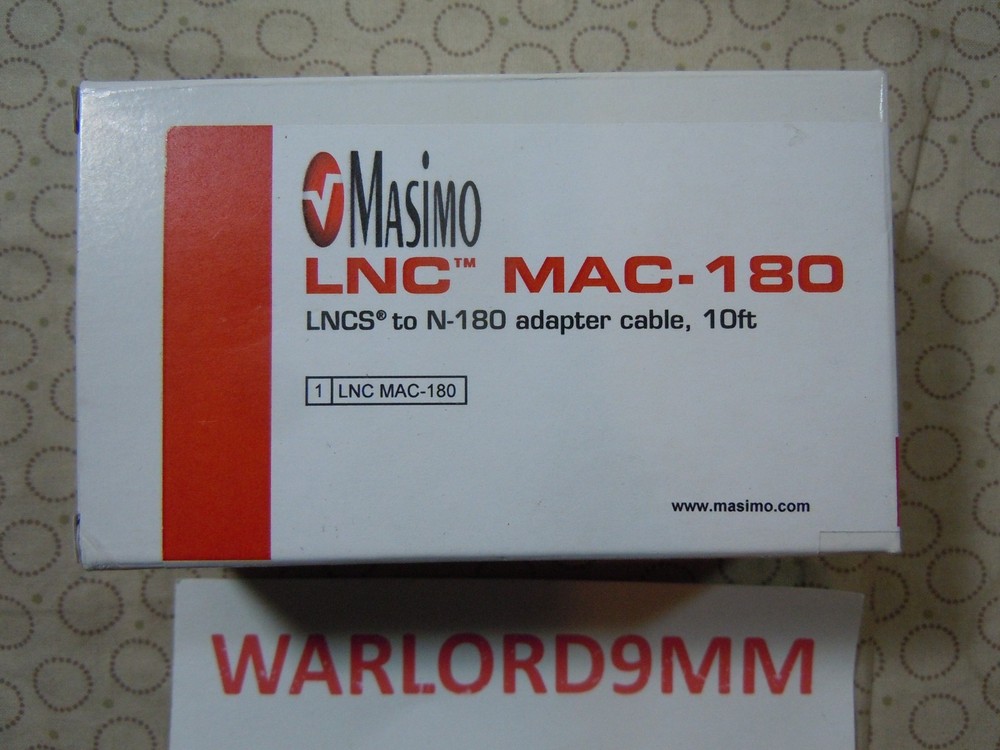 MASiMO
LNC™ MAC-180
LNCS® to N-180 adapter cable, 10ft
1 LNC MAC-180
www.masimo.com
WARLORD9MM